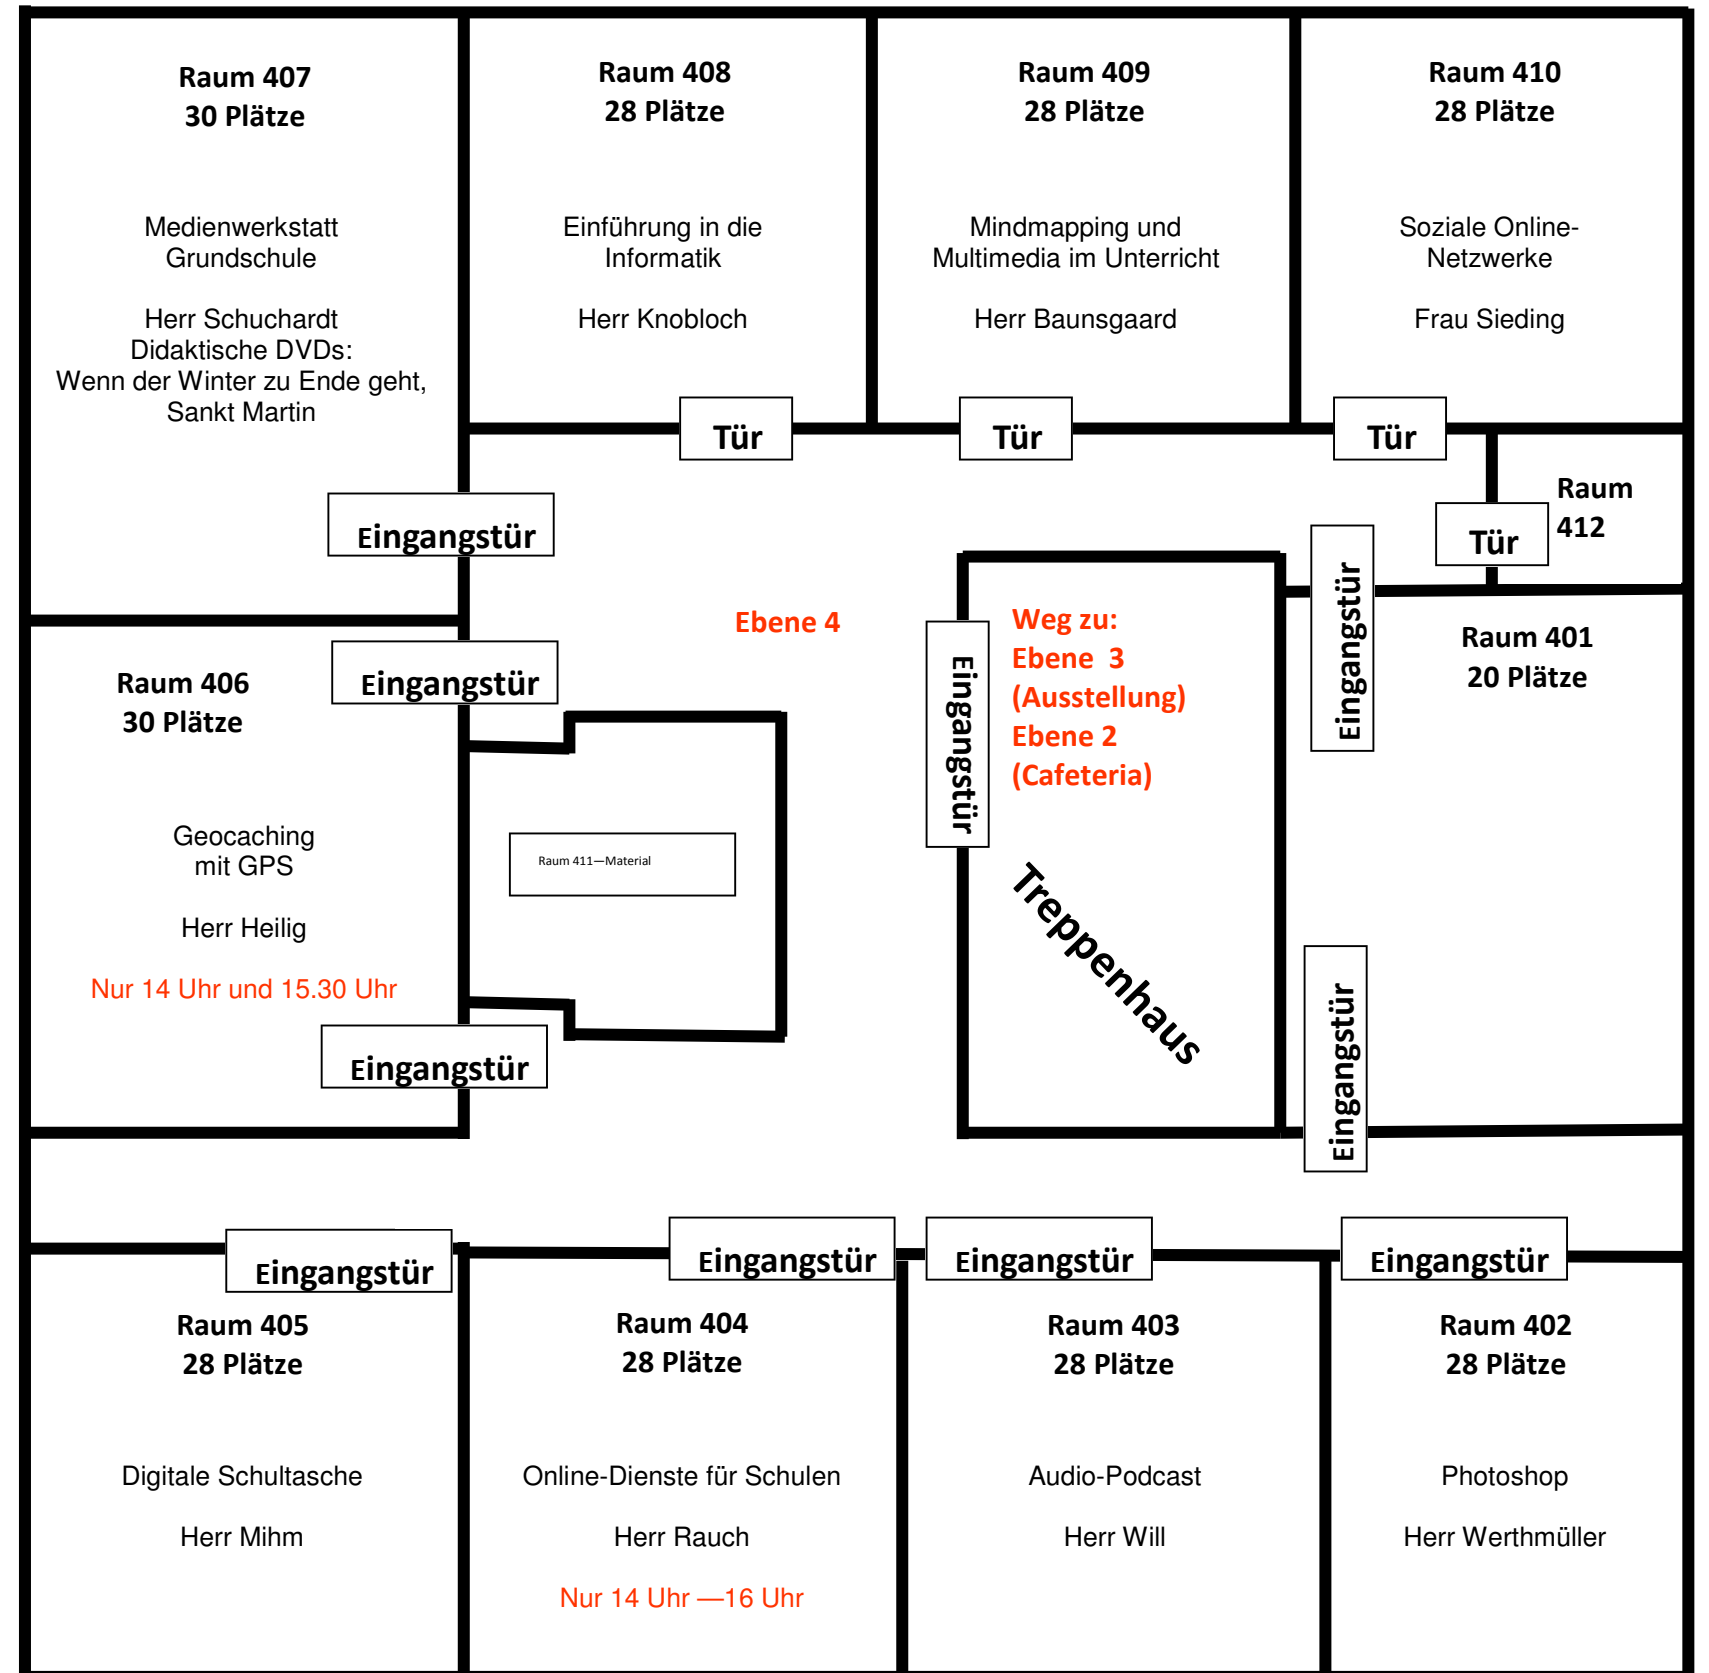 Raum 407
30 Plätze
Medienwerkstatt
Grundschule
Herr Schuchardt
Didaktische DVDs:
Wenn der Winter zu Ende geht,
Sankt Martin
Eingangstür
Raum 408
28 Plätze
Einführung in die
Informatik
Herr Knobloch
Tür
Raum 409
28 Plätze
Mindmapping und
Multimedia im Unterricht
Herr Baunsgaard
Tür
Raum 410
28 Plätze
Soziale Online-
Netzwerke
Frau Sieding
Tür
Raum
412
Tür
Ebene 4
Eingangstür
Weg zu:
Ebene 3
(Ausstellung)
Ebene 2
(Cafeteria)
Treppenhaus
Eingangstür
Raum 401
20 Plätze
Eingangstür
Eingangstür
Raum 406
30 Plätze
Geocaching
mit GPS
Herr Heilig
Nur 14 Uhr und 15.30 Uhr
Eingangstür
Raum 411—Material
Eingangstür
Raum 405
28 Plätze
Digitale Schultasche
Herr Mihm
Eingangstür
Raum 404
28 Plätze
Online-Dienste für Schulen
Herr Rauch
Nur 14 Uhr —16 Uhr
Eingangstür
Raum 403
28 Plätze
Audio-Podcast
Herr Will
Eingangstür
Raum 402
28 Plätze
Photoshop
Herr Werthmüller